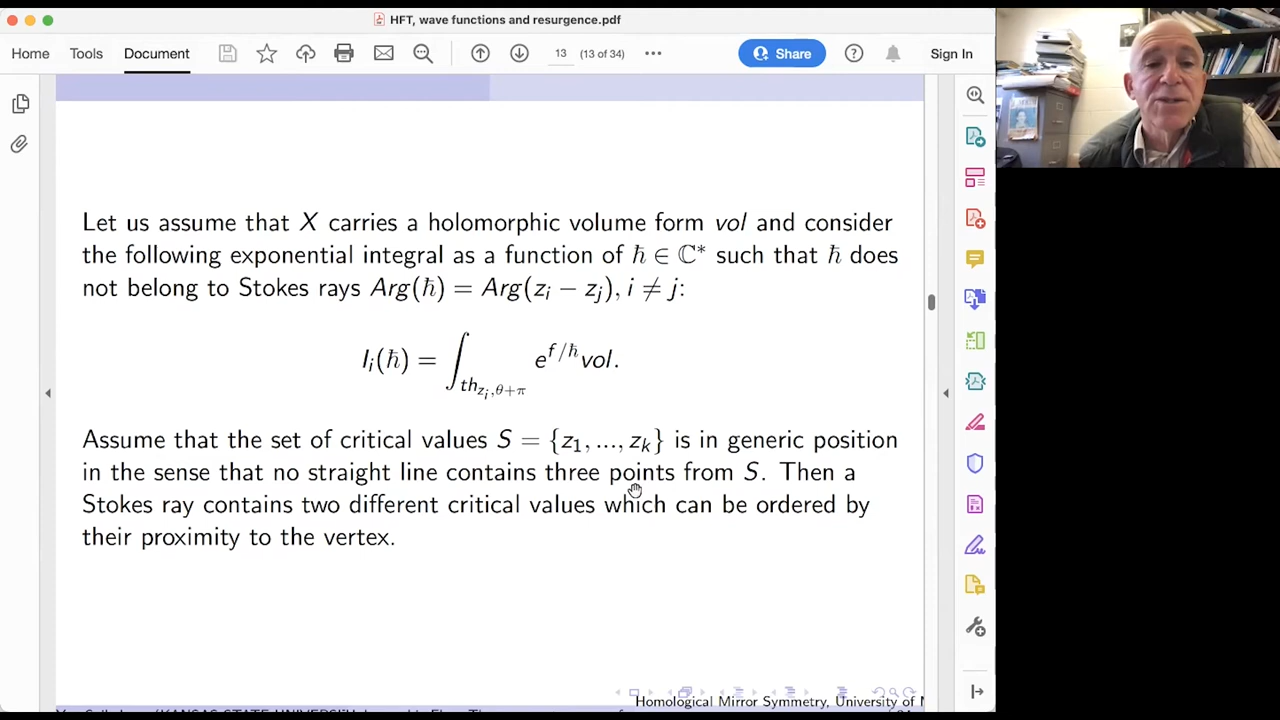 HFT, wave functions and resurgence.pdf
Home Tools Document 13 (13 of 34) Share Sign In
Let us assume that X carries a holomorphic volume form vol and consider
the following exponential integral as a function of ℏ ∈ ℂ* such that ℏ does
not belong to Stokes rays Arg(ℏ) = Arg(z_i − z_j), i ≠ j:
I_i(ℏ) = ∫_{th_{z_i,θ+π}} e^{f/ℏ} vol.
Assume that the set of critical values S = {z_1, ..., z_k} is in generic position
in the sense that no straight line contains three points from S. Then a
Stokes ray contains two different critical values which can be ordered by
their proximity to the vertex.
Homological Mirror Symmetry, University of